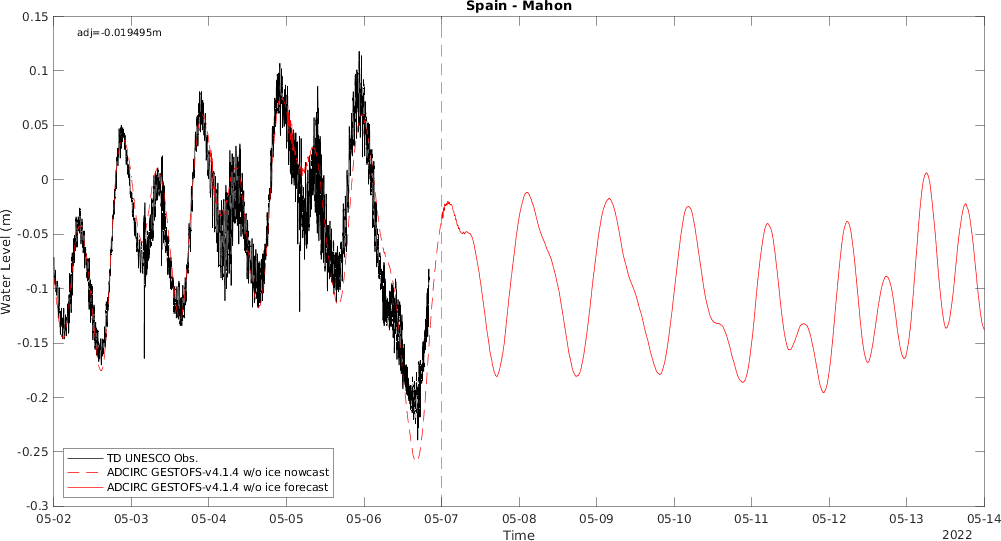 Spain - Mahon
adj=-0.019495m
0.15
0.1
0.05
0
-0.05
-0.1
-0.15
-0.2
-0.25
-0.3
Water Level (m)
TD UNESCO Obs.
ADCIRC GESTOFS-v4.1.4 w/o ice nowcast
ADCIRC GESTOFS-v4.1.4 w/o ice forecast
05-02 05-03 05-04 05-05 05-06 05-07 05-08 05-09 05-10 05-11 05-12 05-13 05-14
Time
2022